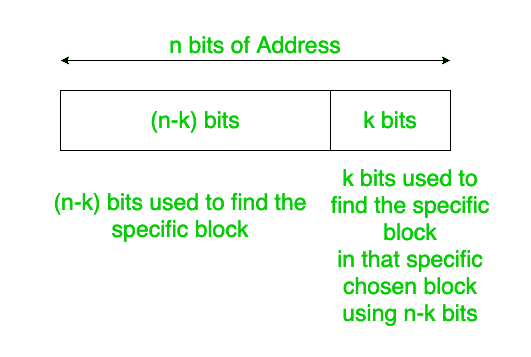 n bits of Address
(n-k) bits
k bits
(n-k) bits used to find the
specific block
k bits used to
find the specific
block
in that specific
chosen block
using n-k bits